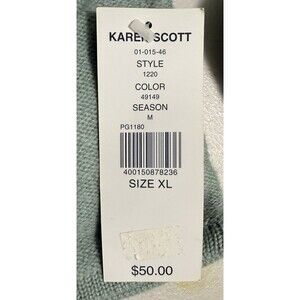 KAREN SCOTT
01-015-46
STYLE
1220
COLOR
49149
SEASON
M
PG1180
400150878236
SIZE XL
$50.00